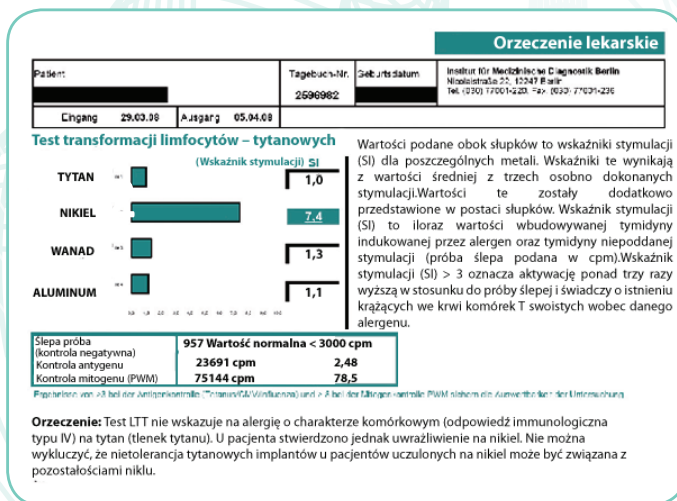 Orzeczenie lekarskie
Patient
Tagebuch-Nr.
Geburtsdatum
Institut für Medizinische Diagnostik Berlin
Nicolaistraße 22, 12247 Berlin
2596982
Eingang 29.03.08 Ausgang 05.04.08
Test transformacji limfocytów – tytanowych
(Wskaźnik stymulacji) SI
TYTAN 1,0
NIKIEL 7,4
WANAD 1,3
ALUMINUM 1,1
Wartości podane obok słupków to wskaźniki stymulacji
(SI) dla poszczególnych metali. Wskaźniki te wynikają
z wartości średniej z trzech osobno dokonanych
stymulacji.Wartości te zostały dodatkowo
przedstawione w postaci słupków. Wskaźnik stymulacji
(SI) to iloraz wartości wbudowywanej tymidyny
indukowanej przez alergen oraz tymidyny niepoddanej
stymulacji (próba ślepa podana w cpm).Wskaźnik
stymulacji (SI) > 3 oznacza aktywację ponad trzy razy
wyższą w stosunku do próby ślepej i świadczy o istnieniu
krążących we krwi komórek T swoistych wobec danego
alergenu.
Ślepa próba
(kontrola negatywna) 957 Wartość normalna < 3000 cpm
Kontrola antygenu 23691 cpm 2,48
Kontrola mitogenu (PWM) 75144 cpm 78,5
Orzeczenie: Test LTT nie wskazuje na alergię o charakterze komórkowym (odpowiedź immunologiczna
typu IV) na tytan (tlenek tytanu). U pacjenta stwierdzono jednak uwrażliwienie na nikiel. Nie można
wykluczyć, że nietolerancja tytanowych implantów u pacjentów uczulonych na nikiel może być związana z
pozostałościami niklu.